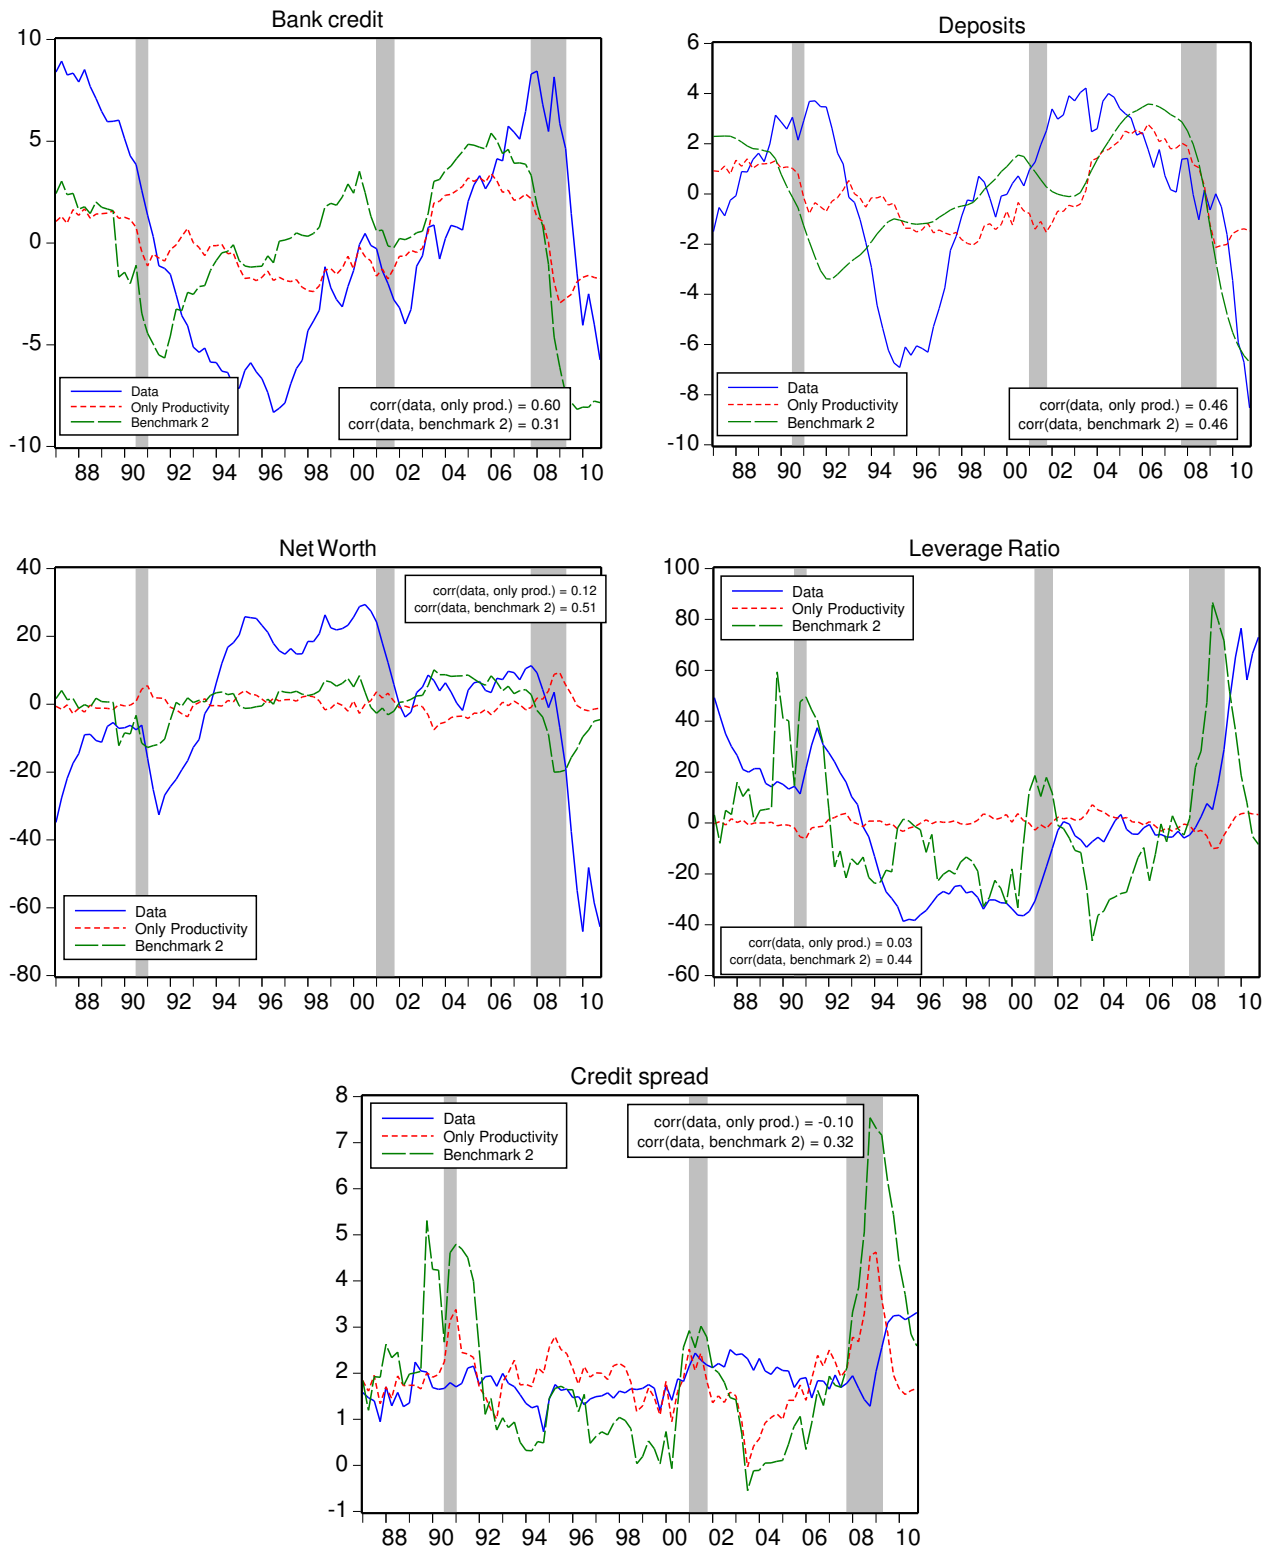 Bank credit
10
5
0
-5
-10
Data
Only Productivity
Benchmark 2
corr(data, only prod.) = 0.60
corr(data, benchmark 2) = 0.31
88 90 92 94 96 98 00 02 04 06 08 10
Deposits
6
4
2
0
-2
-4
-6
-8
-10
Data
Only Productivity
Benchmark 2
corr(data, only prod.) = 0.46
corr(data, benchmark 2) = 0.46
88 90 92 94 96 98 00 02 04 06 08 10
Net Worth
40
20
0
-20
-40
-60
-80
corr(data, only prod.) = 0.12
corr(data, benchmark 2) = 0.51
Data
Only Productivity
Benchmark 2
88 90 92 94 96 98 00 02 04 06 08 10
Leverage Ratio
100
80
60
40
20
0
-20
-40
-60
Data
Only Productivity
Benchmark 2
corr(data, only prod.) = 0.03
corr(data, benchmark 2) = 0.44
88 90 92 94 96 98 00 02 04 06 08 10
Credit spread
8
7
6
5
4
3
2
1
0
-1
Data
Only Productivity
Benchmark 2
corr(data, only prod.) = -0.10
corr(data, benchmark 2) = 0.32
88 90 92 94 96 98 00 02 04 06 08 10